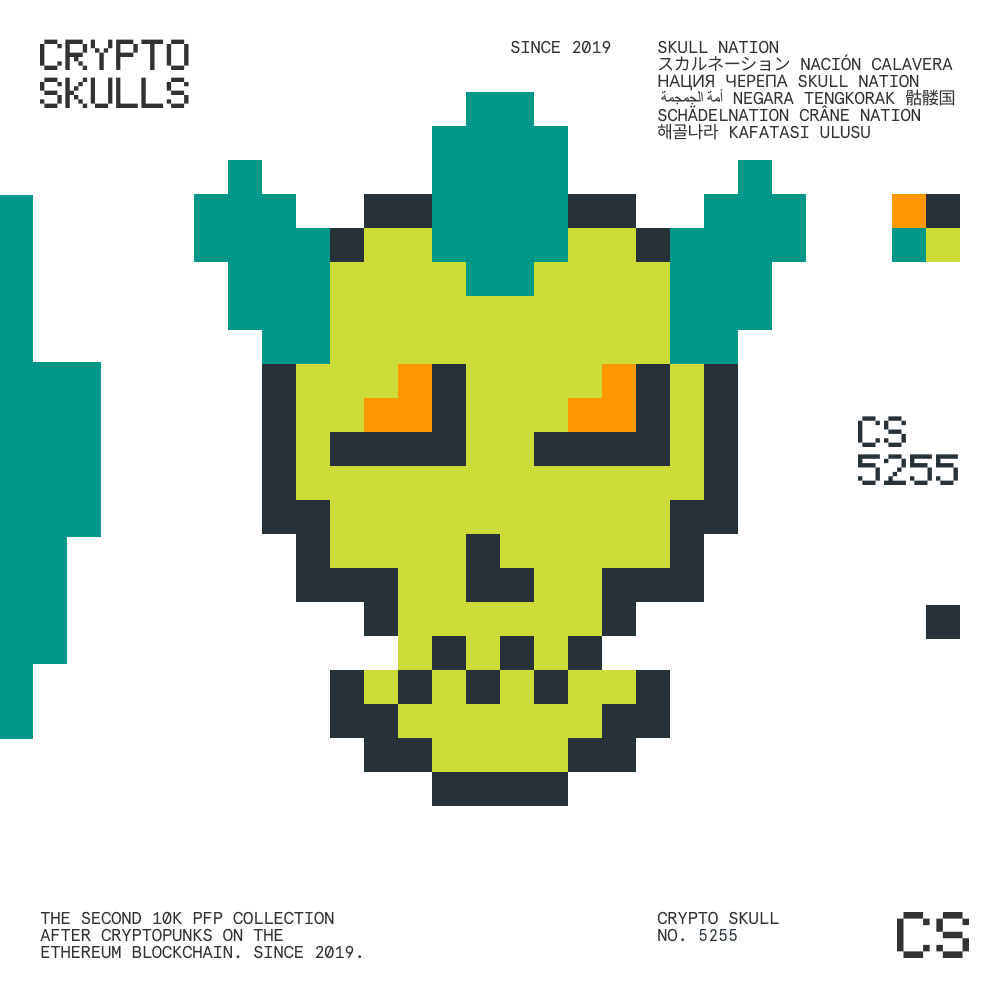 CRYPTO
SKULLS
SINCE 2019
SKULL NATION
スカルネーション NACIÓN CALAVERA
НАЦИЯ ЧЕРЕПА SKULL NATION
أمة الجمجمة NEGARA TENGKORAK 骷髅国
SCHÄDELNATION CRÂNE NATION
해골나라 KAFATASI ULUSU
CS
5255
THE SECOND 10K PFP COLLECTION
AFTER CRYPTOPUNKS ON THE
ETHEREUM BLOCKCHAIN. SINCE 2019.
CRYPTO SKULL
NO. 5255
CS